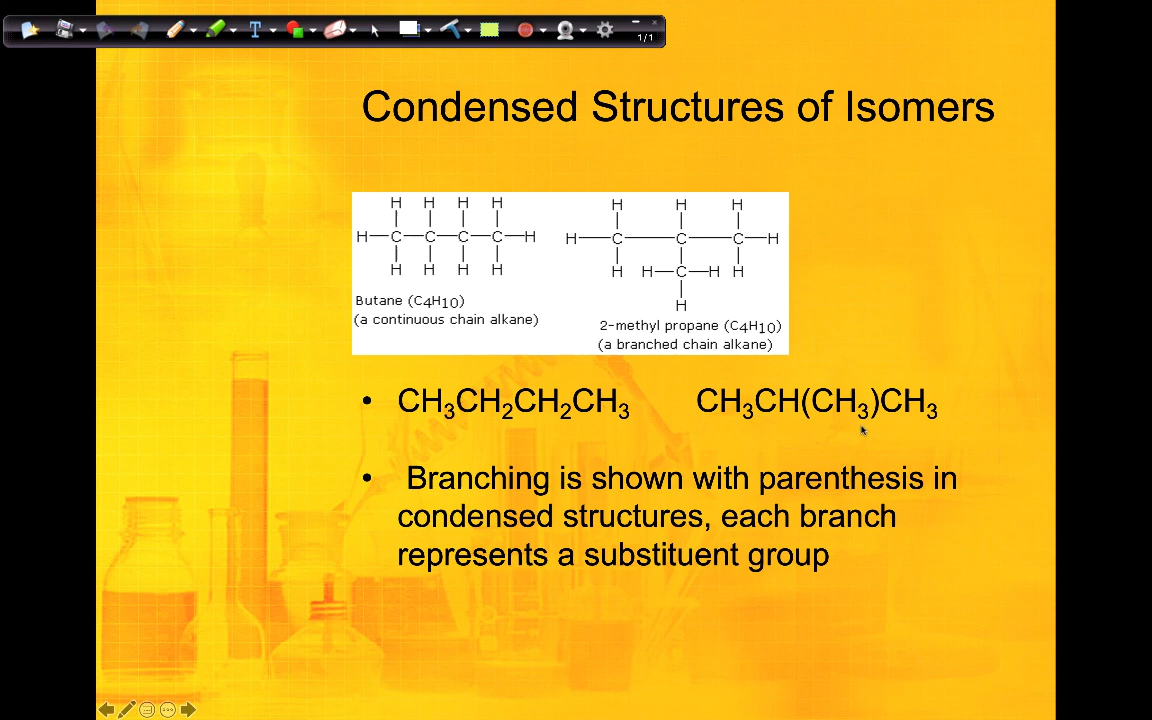 1/1
Condensed Structures of Isomers
H H H H
H—C—C—C—C—H
H H H H
Butane (C4H10)
(a continuous chain alkane)
H H H
H—C—C—C—H
H H—C—H H
H
2-methyl propane (C4H10)
(a branched chain alkane)
• CH₃CH₂CH₂CH₃ CH₃CH(CH₃)CH₃
• Branching is shown with parenthesis in
condensed structures, each branch
represents a substituent group